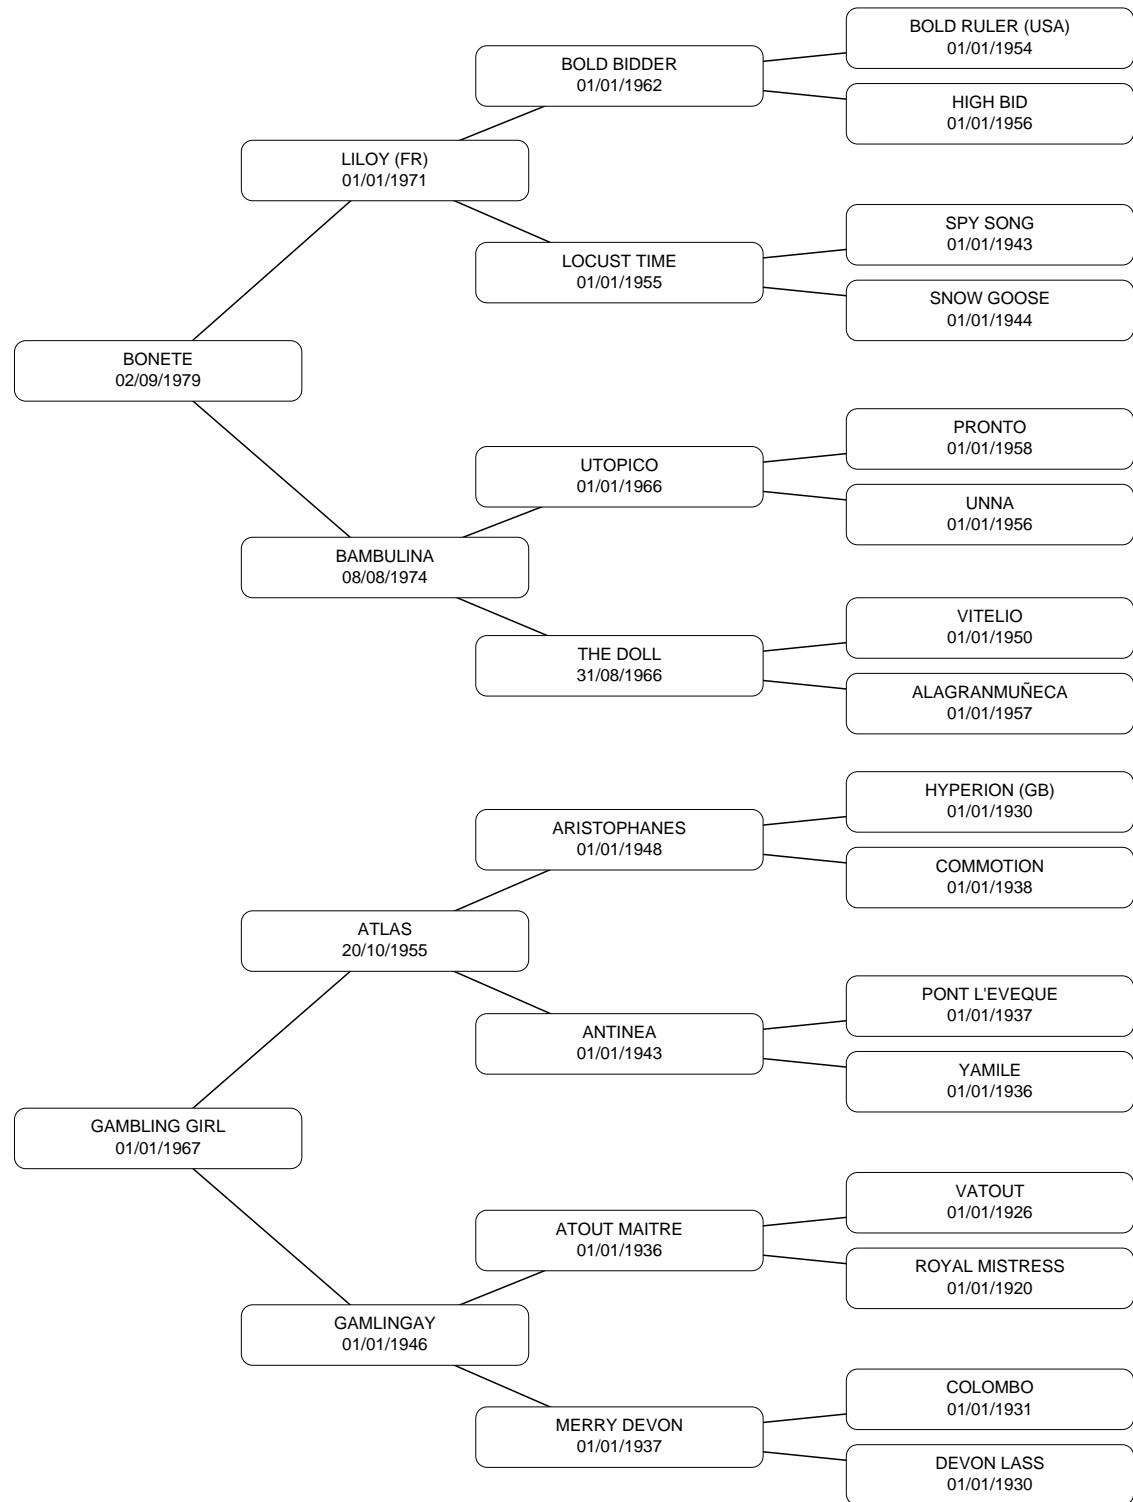 BOLD RULER (USA)
01/01/1954
BOLD BIDDER
01/01/1962
HIGH BID
01/01/1956
LILOY (FR)
01/01/1971
SPY SONG
01/01/1943
LOCUST TIME
01/01/1955
SNOW GOOSE
01/01/1944
BONETE
02/09/1979
PRONTO
01/01/1958
UTOPICO
01/01/1966
UNNA
01/01/1956
BAMBULINA
08/08/1974
VITELIO
01/01/1950
THE DOLL
31/08/1966
ALAGRANMUÑECA
01/01/1957
HYPERION (GB)
01/01/1930
ARISTOPHANES
01/01/1948
COMMOTION
01/01/1938
ATLAS
20/10/1955
PONT L'EVEQUE
01/01/1937
ANTINEA
01/01/1943
YAMILE
01/01/1936
GAMBLING GIRL
01/01/1967
VATOUT
01/01/1926
ATOUT MAITRE
01/01/1936
ROYAL MISTRESS
01/01/1920
GAMLINGAY
01/01/1946
COLOMBO
01/01/1931
MERRY DEVON
01/01/1937
DEVON LASS
01/01/1930